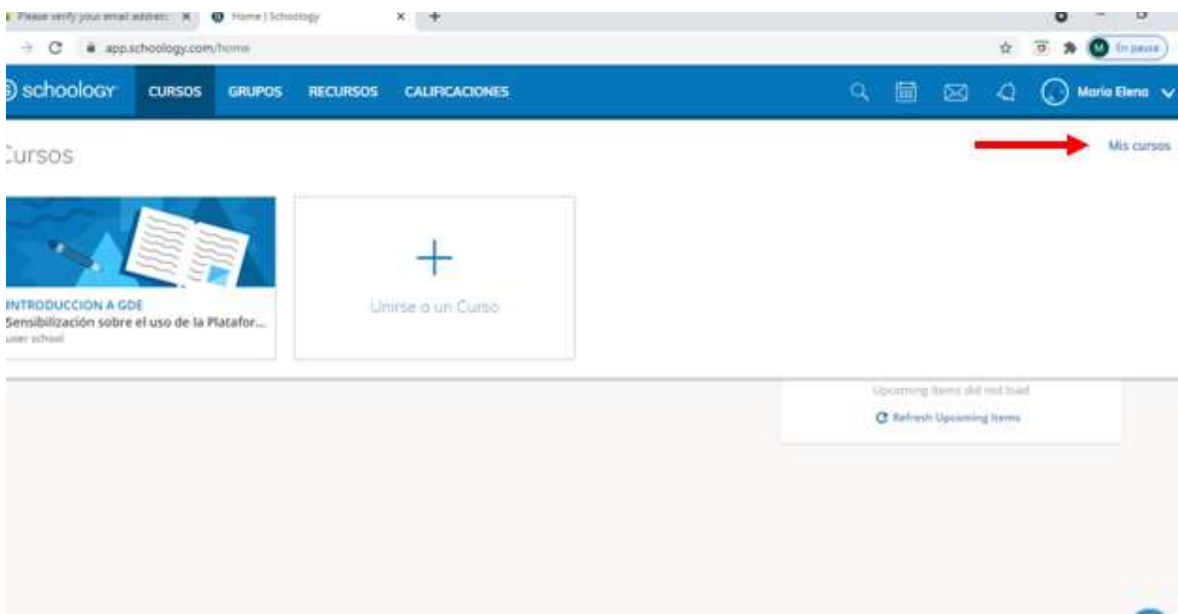 Please verify your email address:
Home | Schoology
app.schoology.com/home
En pausa
schoology
CURSOS
GRUPOS
RECURSOS
CALIFICACIONES
Maria Elena
Cursos
Mis cursos
INTRODUCCION A GDE
Sensibilización sobre el uso de la Platafor...
user school
Unirse a un Curso
Upcoming items did not load
Refresh Upcoming Items